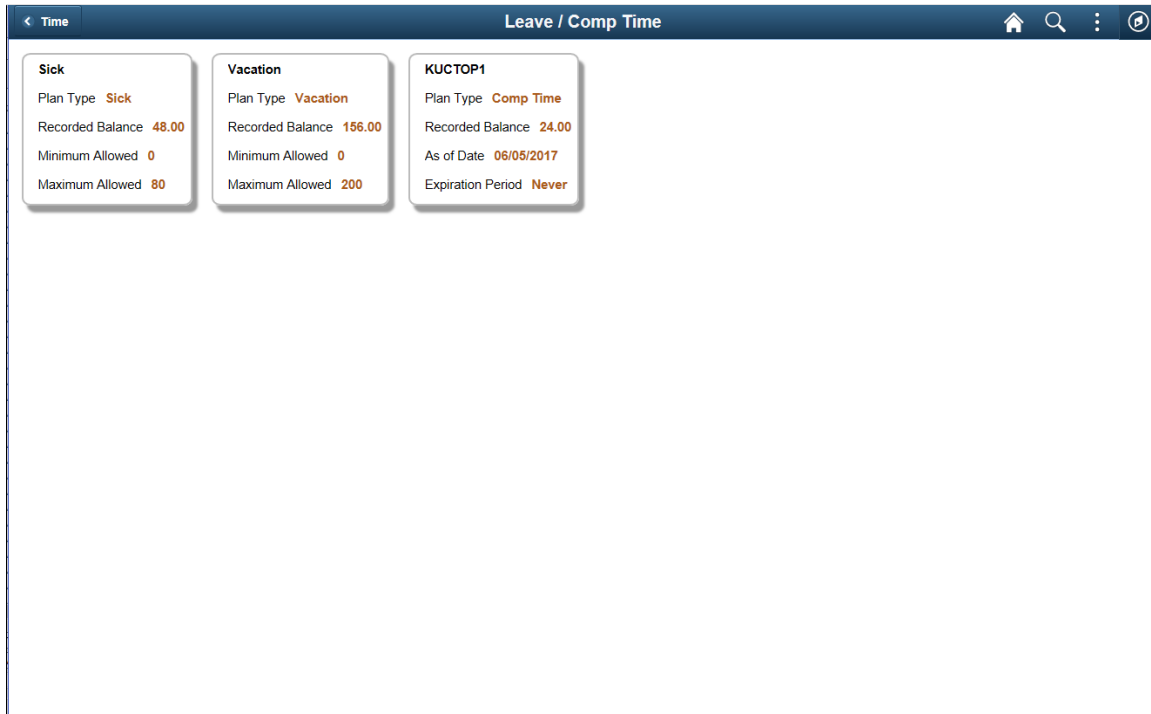 Time
Leave / Comp Time
Sick
Plan Type Sick
Recorded Balance 48.00
Minimum Allowed 0
Maximum Allowed 80
Vacation
Plan Type Vacation
Recorded Balance 156.00
Minimum Allowed 0
Maximum Allowed 200
KUCTOP1
Plan Type Comp Time
Recorded Balance 24.00
As of Date 06/05/2017
Expiration Period Never